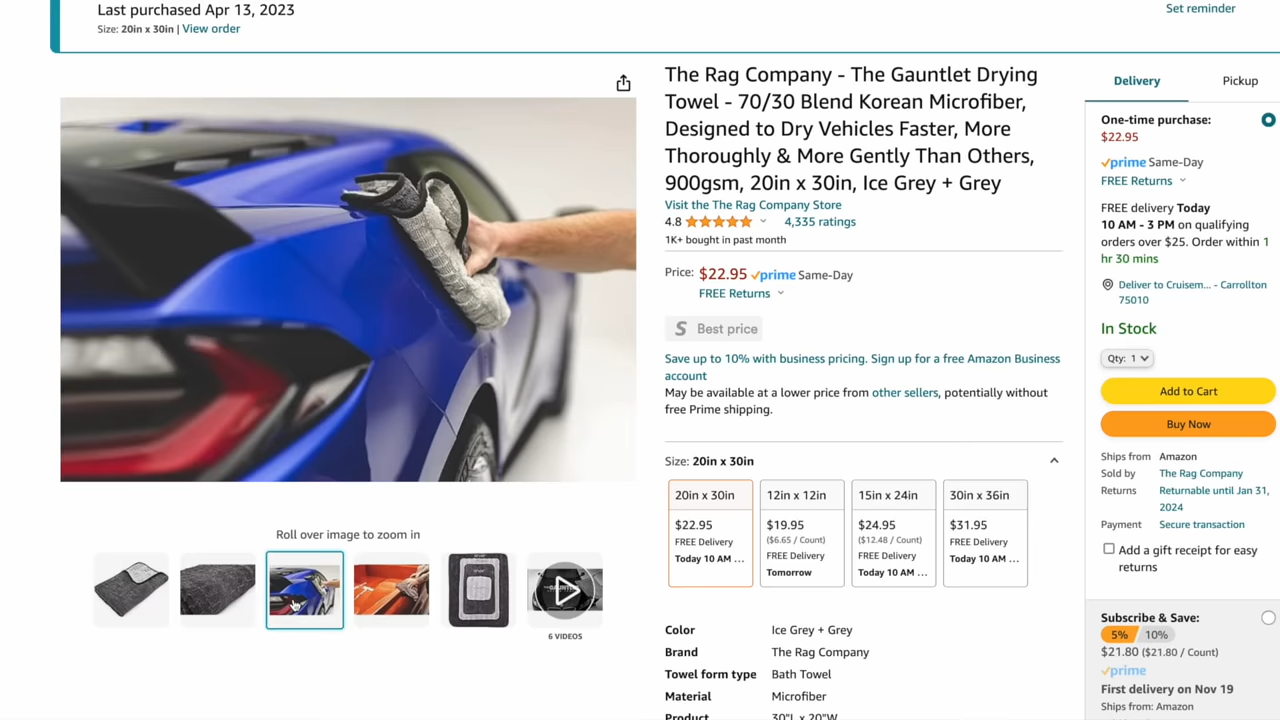 Last purchased Apr 13, 2023
Size: 20in x 30in | View order
Set reminder
The Rag Company - The Gauntlet Drying
Towel - 70/30 Blend Korean Microfiber,
Designed to Dry Vehicles Faster, More
Thoroughly & More Gently Than Others,
900gsm, 20in x 30in, Ice Grey + Grey
Visit the The Rag Company Store
4.8
4,335 ratings
1K+ bought in past month
Price: $22.95 prime Same-Day
FREE Returns
S Best price
Save up to 10% with business pricing. Sign up for a free Amazon Business
account
May be available at a lower price from other sellers, potentially without
free Prime shipping.
Size: 20in x 30in
20in x 30in
$22.95
FREE Delivery
Today 10 AM ...
12in x 12in
$19.95
($6.65 / Count)
FREE Delivery
Tomorrow
15in x 24in
$24.95
($12.48 / Count)
FREE Delivery
Today 10 AM ...
30in x 36in
$31.95
FREE Delivery
Today 10 AM ...
Color Ice Grey + Grey
Brand The Rag Company
Towel form type Bath Towel
Material Microfiber
Product 30"L x 20"W
Roll over image to zoom in
6 VIDEOS
Delivery
Pickup
One-time purchase:
$22.95
prime Same-Day
FREE Returns
FREE delivery Today
10 AM - 3 PM on qualifying
orders over $25. Order within 1
hr 30 mins
Deliver to Cruisem... - Carrollton
75010
In Stock
Qty: 1
Add to Cart
Buy Now
Ships from Amazon
Sold by The Rag Company
Returns Returnable until Jan 31,
2024
Payment Secure transaction
Add a gift receipt for easy
returns
Subscribe & Save:
5% 10%
$21.80 ($21.80 / Count)
prime
First delivery on Nov 19
Ships from: Amazon